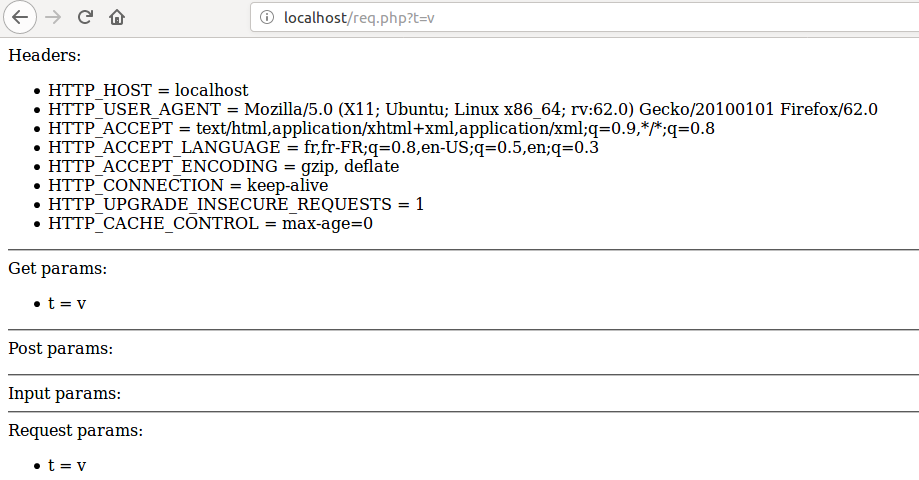 localhost/req.php?t=v
Headers:
• HTTP_HOST = localhost
• HTTP_USER_AGENT = Mozilla/5.0 (X11; Ubuntu; Linux x86_64; rv:62.0) Gecko/20100101 Firefox/62.0
• HTTP_ACCEPT = text/html,application/xhtml+xml,application/xml;q=0.9,*/*;q=0.8
• HTTP_ACCEPT_LANGUAGE = fr,fr-FR;q=0.8,en-US;q=0.5,en;q=0.3
• HTTP_ACCEPT_ENCODING = gzip, deflate
• HTTP_CONNECTION = keep-alive
• HTTP_UPGRADE_INSECURE_REQUESTS = 1
• HTTP_CACHE_CONTROL = max-age=0
Get params:
• t = v
Post params:
Input params:
Request params:
• t = v